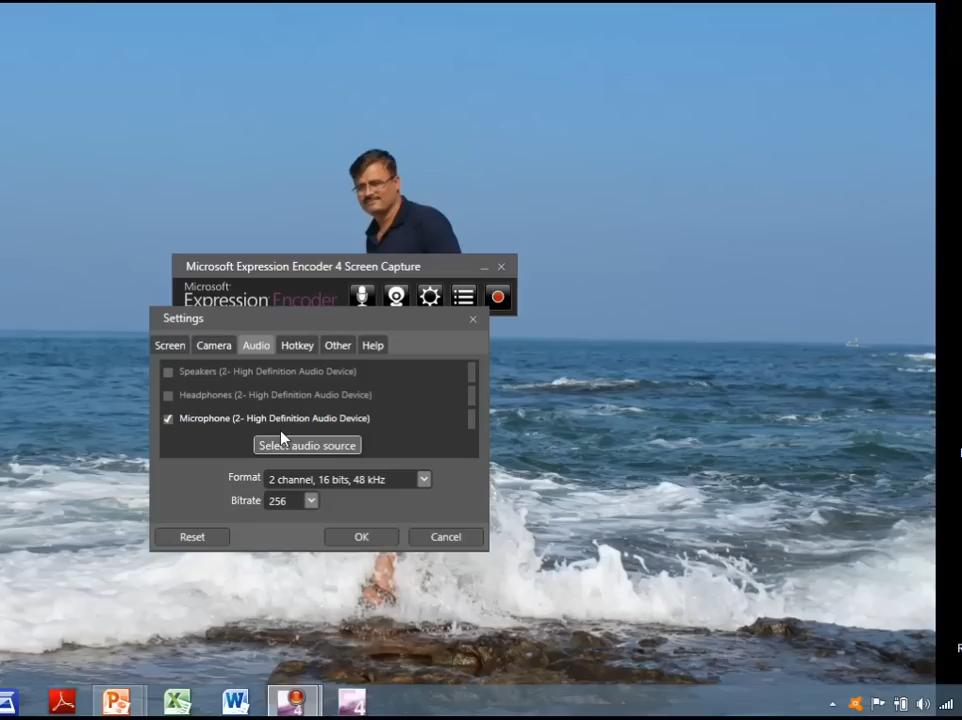 Microsoft Expression Encoder 4 Screen Capture
Microsoft
Expression Encoder
Settings
Screen Camera Audio Hotkey Other Help
Speakers (2- High Definition Audio Device)
Headphones (2- High Definition Audio Device)
Microphone (2- High Definition Audio Device)
Select audio source
Format 2 channel, 16 bits, 48 kHz
Bitrate 256
Reset OK Cancel